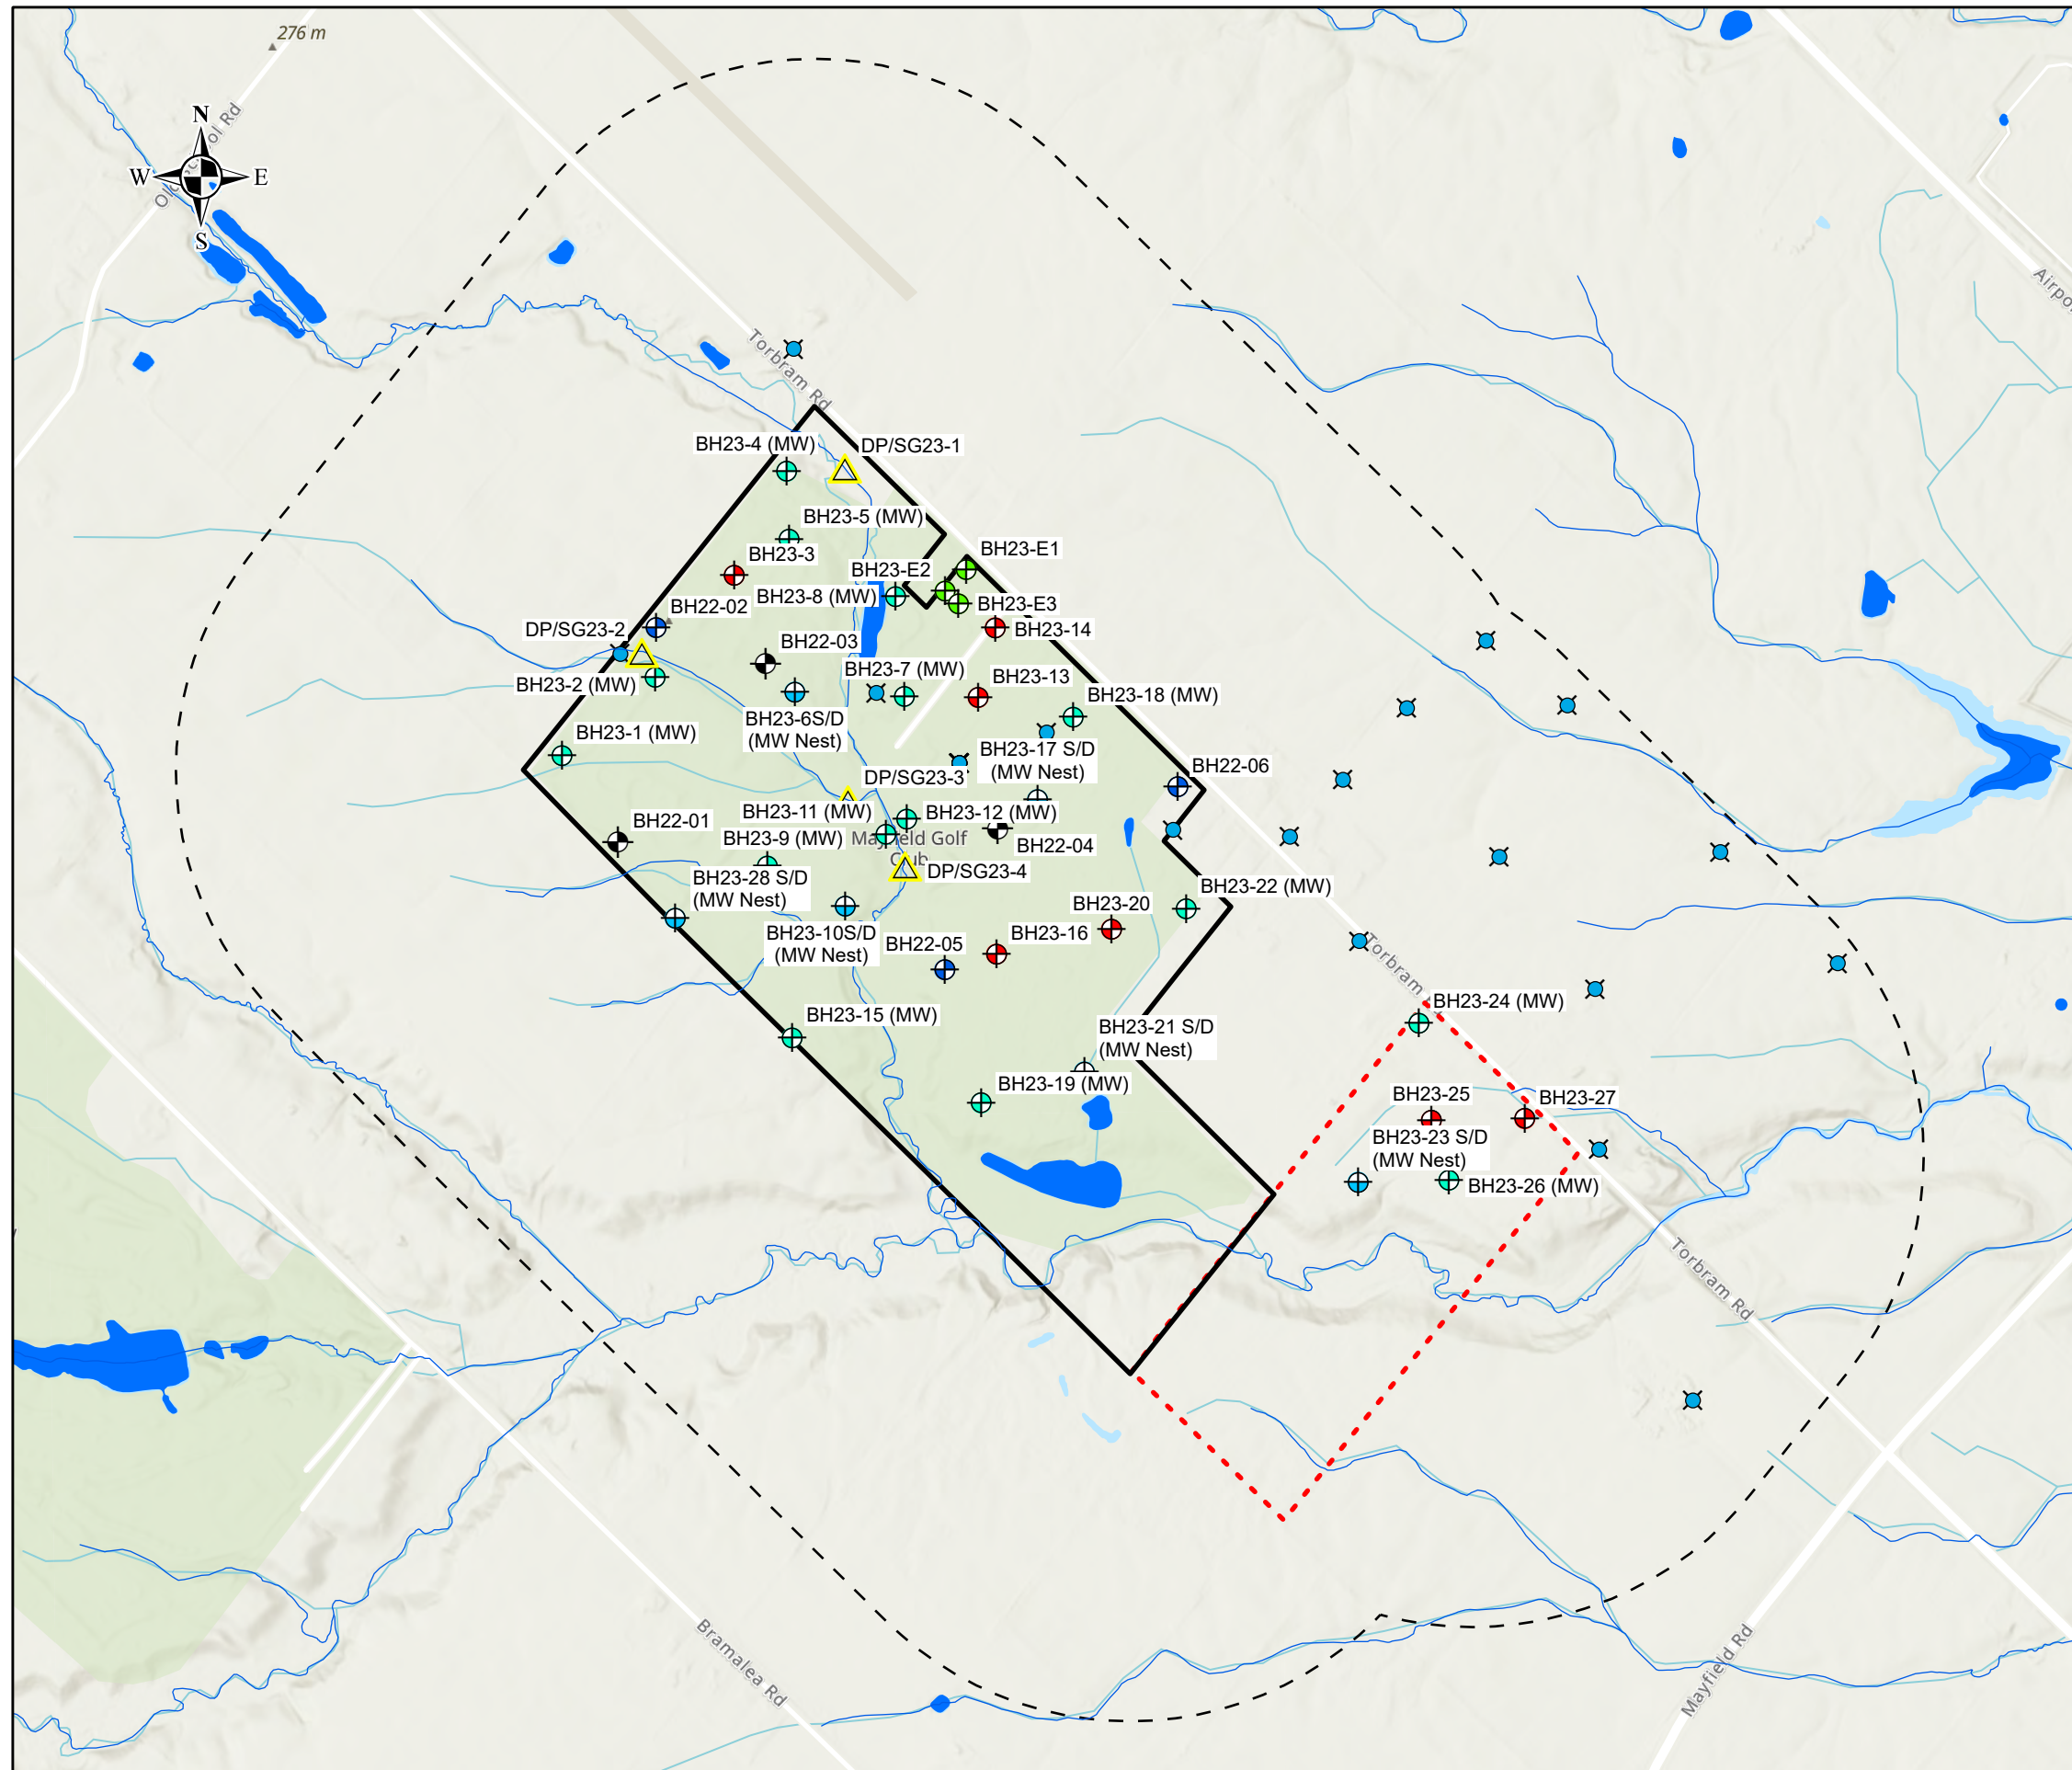 276 m
N
W
E
S
Torbram Rd
BH23-4 (MW)
DP/SG23-1
BH23-5 (MW)
BH23-3
BH23-E1
BH23-E2
BH23-8 (MW)
BH23-E3
BH22-02
DP/SG23-2
BH23-14
BH22-03
BH23-7 (MW)
BH23-13
BH23-2 (MW)
BH23-18 (MW)
BH23-6S/D
(MW Nest)
BH23-1 (MW)
BH23-17 S/D
(MW Nest)
BH22-06
DP/SG23-3
BH23-11 (MW)
BH23-12 (MW)
BH22-01
BH23-9 (MW)
Mayfield Golf
Club
BH22-04
DP/SG23-4
BH23-28 S/D
(MW Nest)
BH23-22 (MW)
BH23-20
BH23-10S/D
(MW Nest)
BH22-05
BH23-16
Torbram
BH23-24 (MW)
BH23-15 (MW)
BH23-21 S/D
(MW Nest)
BH23-19 (MW)
BH23-25
BH23-27
BH23-23 S/D
(MW Nest)
BH23-26 (MW)
Torbram Rd
Bramalea Rd
Mayfield Rd